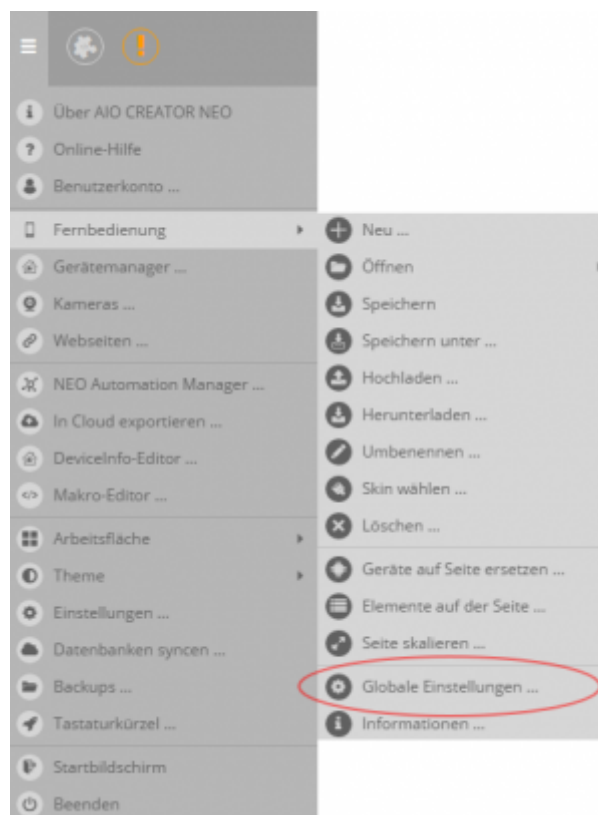 Über AIO CREATOR NEO
Online-Hilfe
Benutzerkonto ...
Fernbedienung
Gerätemanager ...
Kameras ...
Webseiten ...
NEO Automation Manager ...
In Cloud exportieren ...
DeviceInfo-Editor ...
Makro-Editor ...
Arbeitsfläche
Theme
Einstellungen ...
Datenbanken syncen ...
Backups ...
Tastaturkürzel ...
Startbildschirm
Beenden
Neu ...
Öffnen
Speichern
Speichern unter ...
Hochladen ...
Herunterladen ...
Umbenennen ...
Skin wählen ...
Löschen ...
Geräte auf Seite ersetzen ...
Elemente auf der Seite ...
Seite skalieren ...
Globale Einstellungen ...
Informationen ...